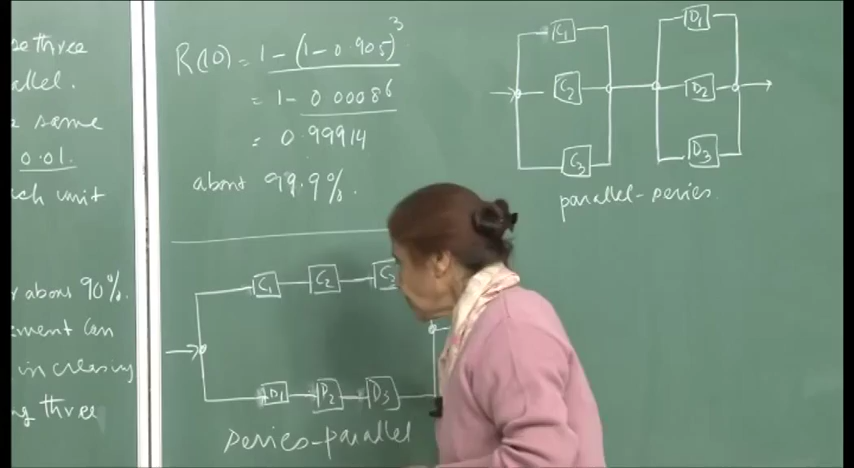 three
allel.
same
0.01.
ch unit
about 90%.
ement can
increasing
three
R(10) = 1 - (1 - 0.905)³
= 1 - 0.00086
= 0.99914
about 99.9%.
C1 C2 C3
D1 D2 D3
series-parallel
C1 D1
C2 D2
C3 D3
parallel-series